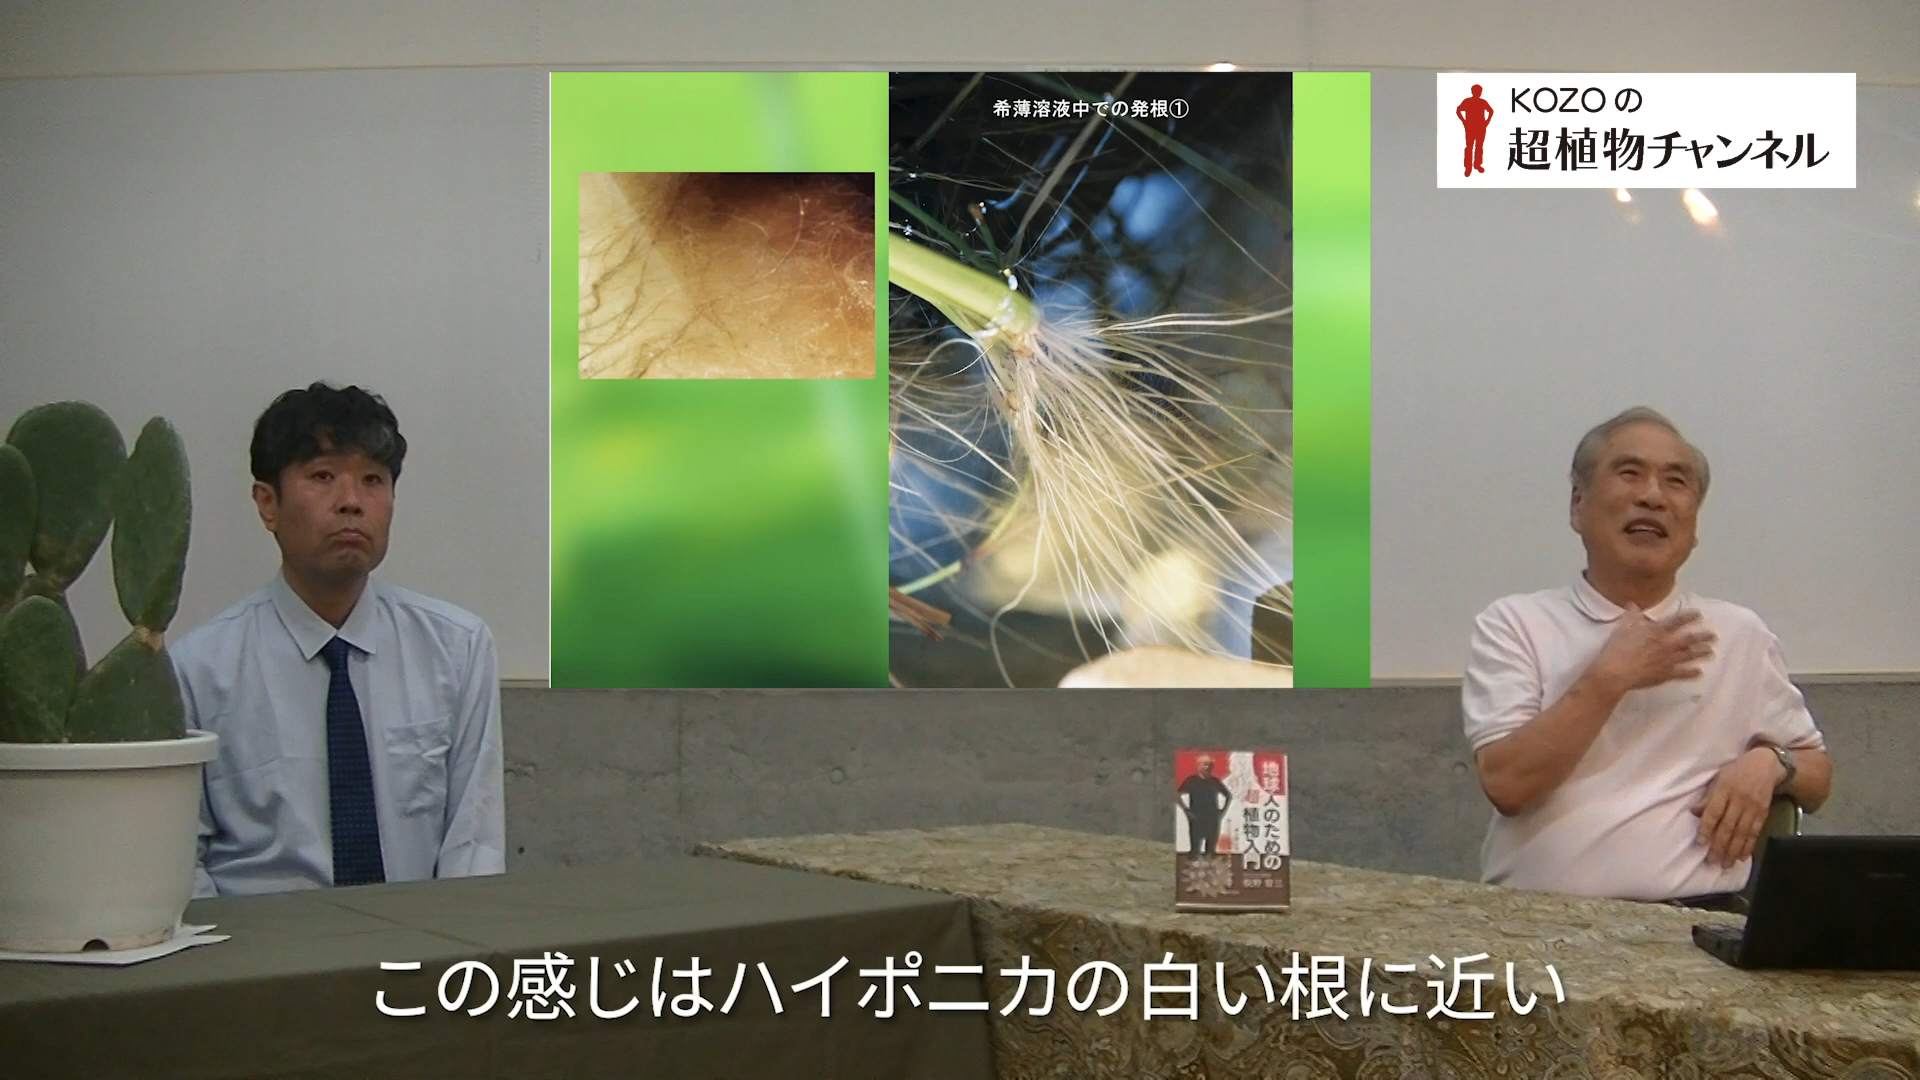 希薄溶液中での発根①
KOZOの
超植物チャンネル
地球人のための
超植物入門
この感じはハイポニカの白い根に近い